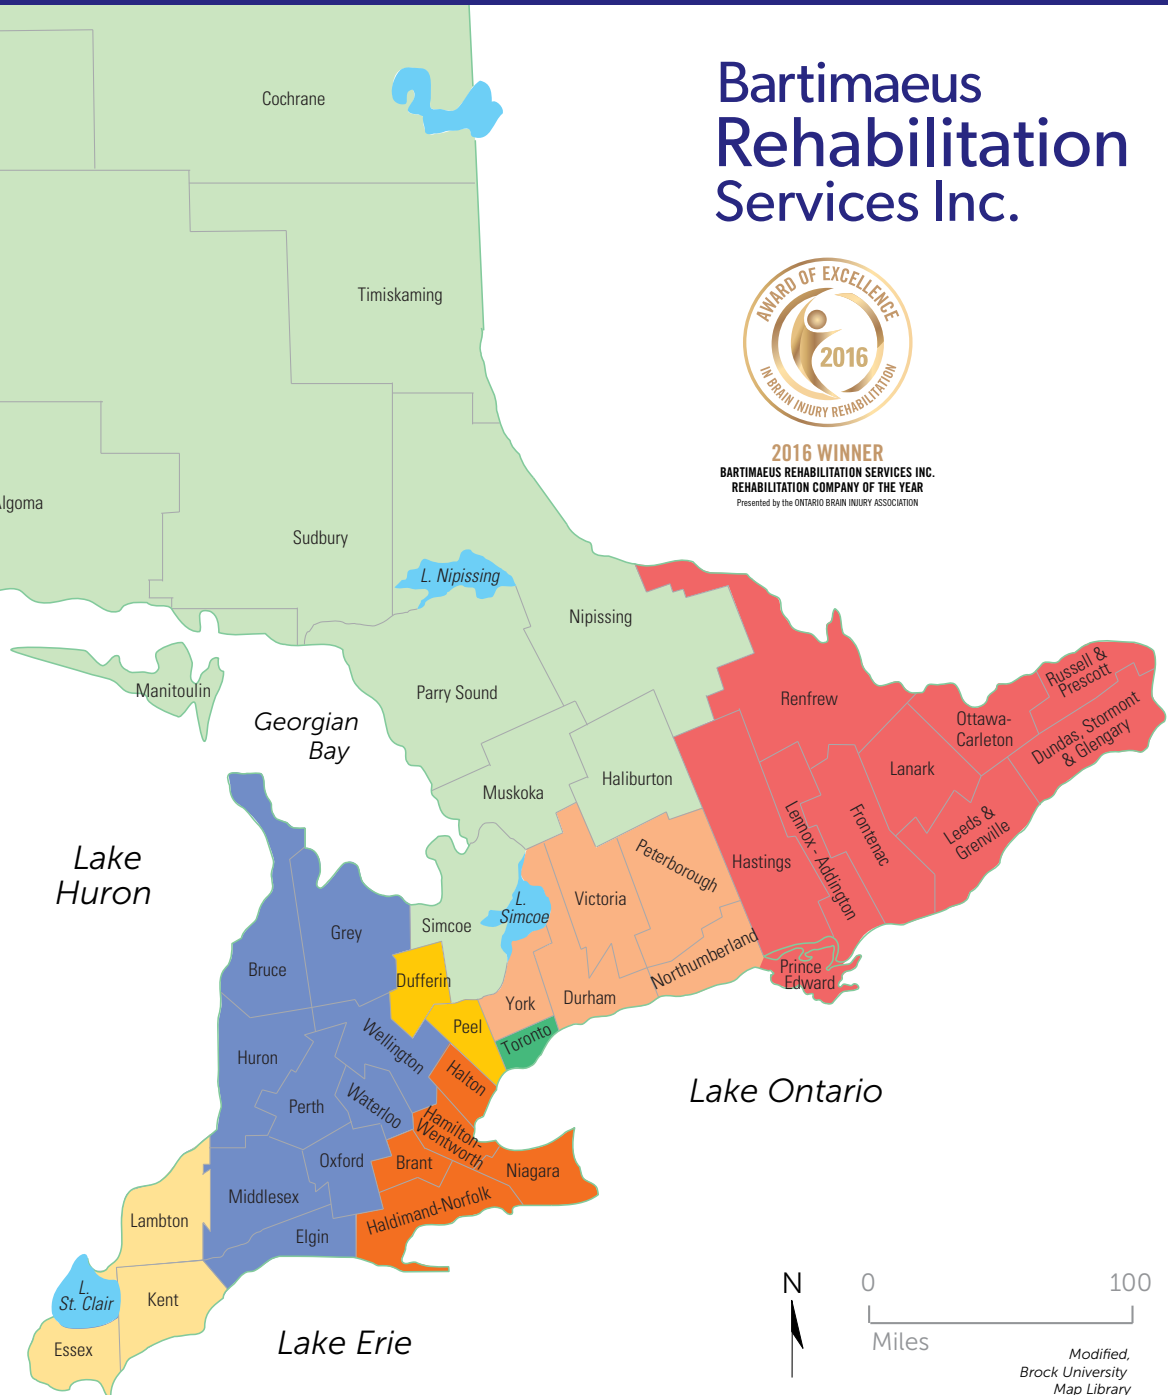 Bartimaeus
Rehabilitation
Services Inc.
AWARD OF EXCELLENCE
2016
IN BRAIN INJURY REHABILITATION
2016 WINNER
BARTIMAEUS REHABILITATION SERVICES INC.
REHABILITATION COMPANY OF THE YEAR
Presented by the ONTARIO BRAIN INJURY ASSOCIATION
Cochrane
Timiskaming
Algoma
Sudbury
L. Nipissing
Nipissing
Manitoulin
Parry Sound
Georgian
Bay
Muskoka
Haliburton
Renfrew
Ottawa-
Carleton
Russell &
Prescott
Dundas, Stormont
& Glengary
Lanark
Leeds &
Grenville
Frontenac
Lennox - Addington
Hastings
Prince
Edward
Peterborough
Victoria
Northumberland
Durham
York
L.
Simcoe
Simcoe
Lake
Huron
Grey
Bruce
Dufferin
Peel
Toronto
Huron
Wellington
Halton
Perth
Waterloo
Hamilton-
Wentworth
Lake Ontario
Oxford
Brant
Niagara
Middlesex
Haldimand-Norfolk
Lambton
Elgin
L.
St. Clair
Kent
Essex
Lake Erie
N
0 100
Miles
Modified,
Brock University
Map Library